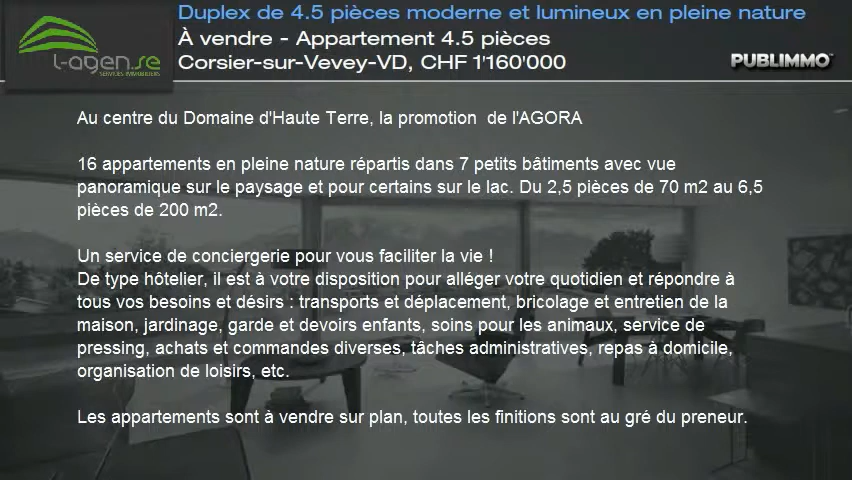 Duplex de 4.5 pièces moderne et lumineux en pleine nature
À vendre - Appartement 4.5 pièces
Corsier-sur-Vevey-VD, CHF 1'160'000
l-agen.se
SERVICES IMMOBILIERS
PUBLIMMO
Au centre du Domaine d'Haute Terre, la promotion  de l'AGORA
16 appartements en pleine nature répartis dans 7 petits bâtiments avec vue
panoramique sur le paysage et pour certains sur le lac. Du 2,5 pièces de 70 m2 au 6,5
pièces de 200 m2.
Un service de conciergerie pour vous faciliter la vie !
De type hôtelier, il est à votre disposition pour alléger votre quotidien et répondre à
tous vos besoins et désirs : transports et déplacement, bricolage et entretien de la
maison, jardinage, garde et devoirs enfants, soins pour les animaux, service de
pressing, achats et commandes diverses, tâches administratives, repas à domicile,
organisation de loisirs, etc.
Les appartements sont à vendre sur plan, toutes les finitions sont au gré du preneur.